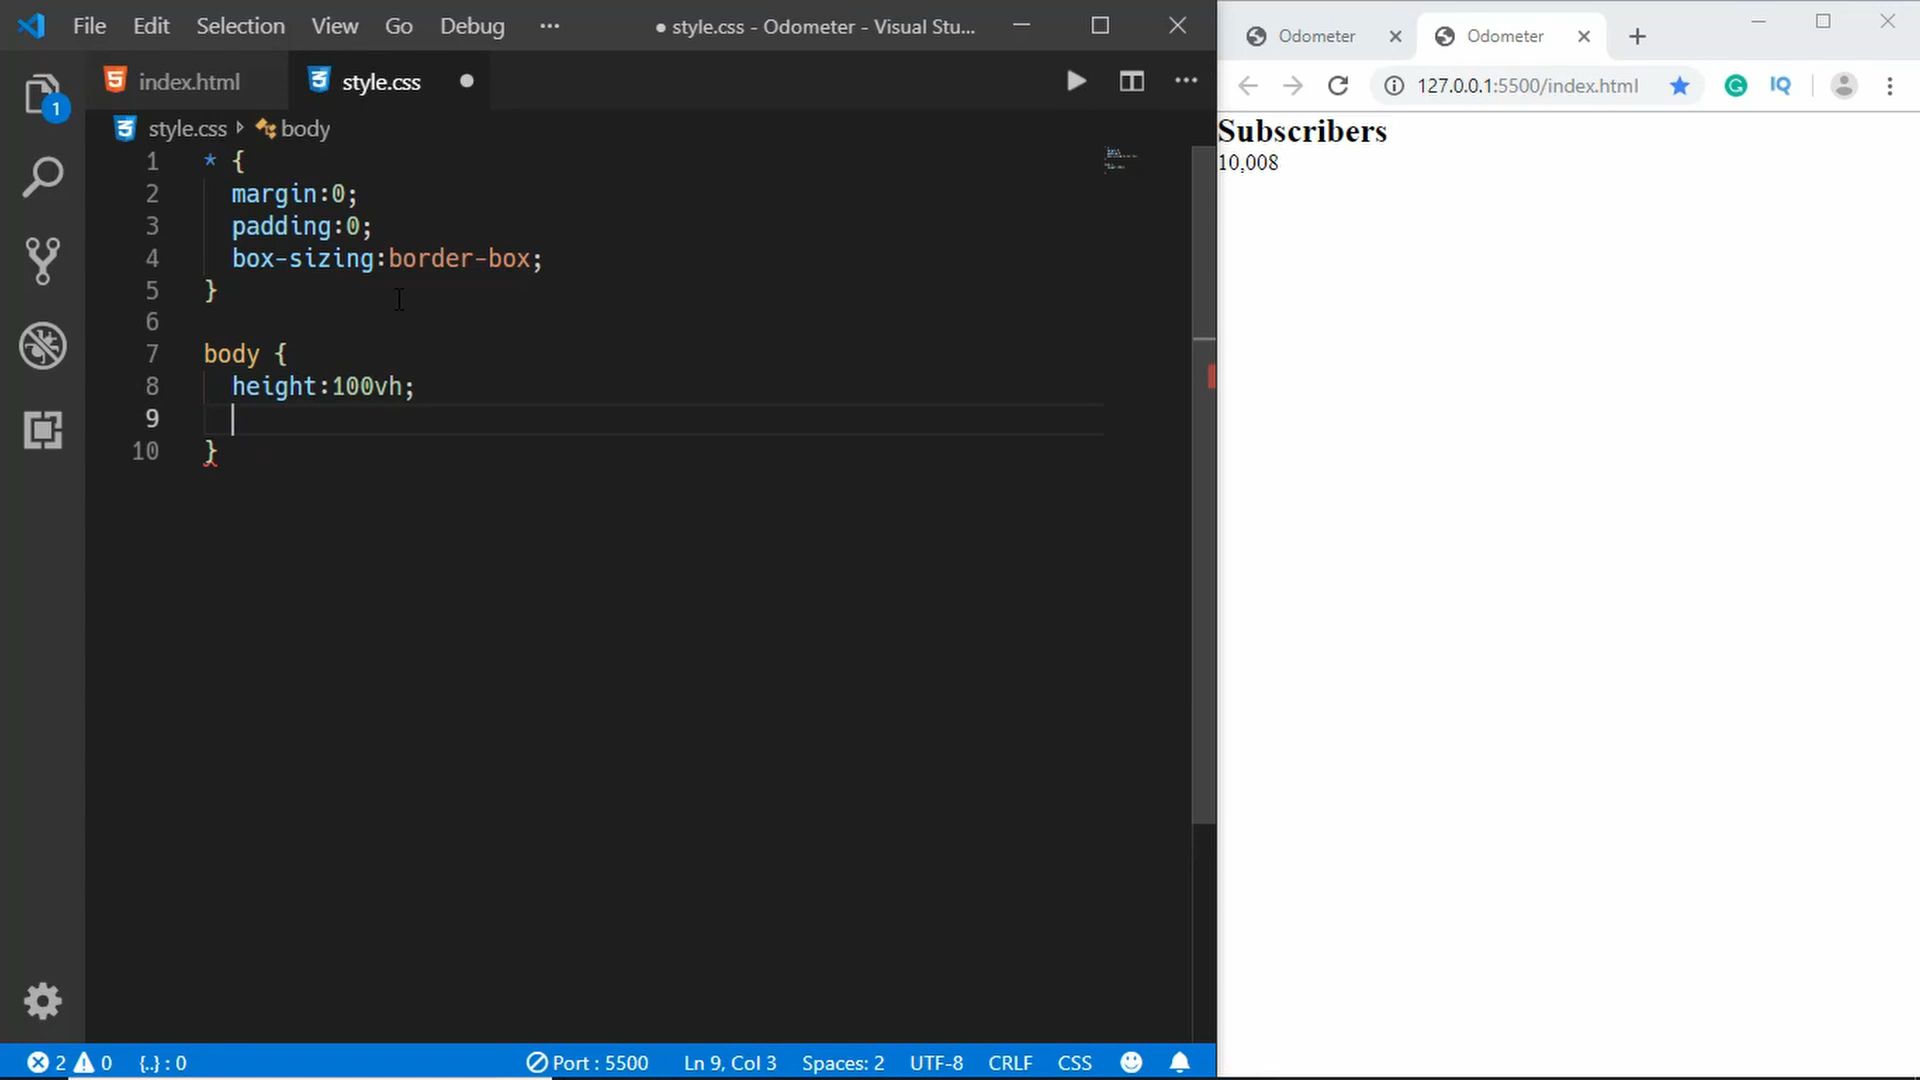 File Edit Selection View Go Debug ··· ● style.css - Odometer - Visual Stu...
index.html style.css
style.css body
1 * {
2 margin:0;
3 padding:0;
4 box-sizing:border-box;
5 }
6
7 body {
8 height:100vh;
9
10 }
1
2 0 {..} : 0 Port : 5500 Ln 9, Col 3 Spaces: 2 UTF-8 CRLF CSS
Odometer Odometer
127.0.0.1:5500/index.html IQ
Subscribers
10,008